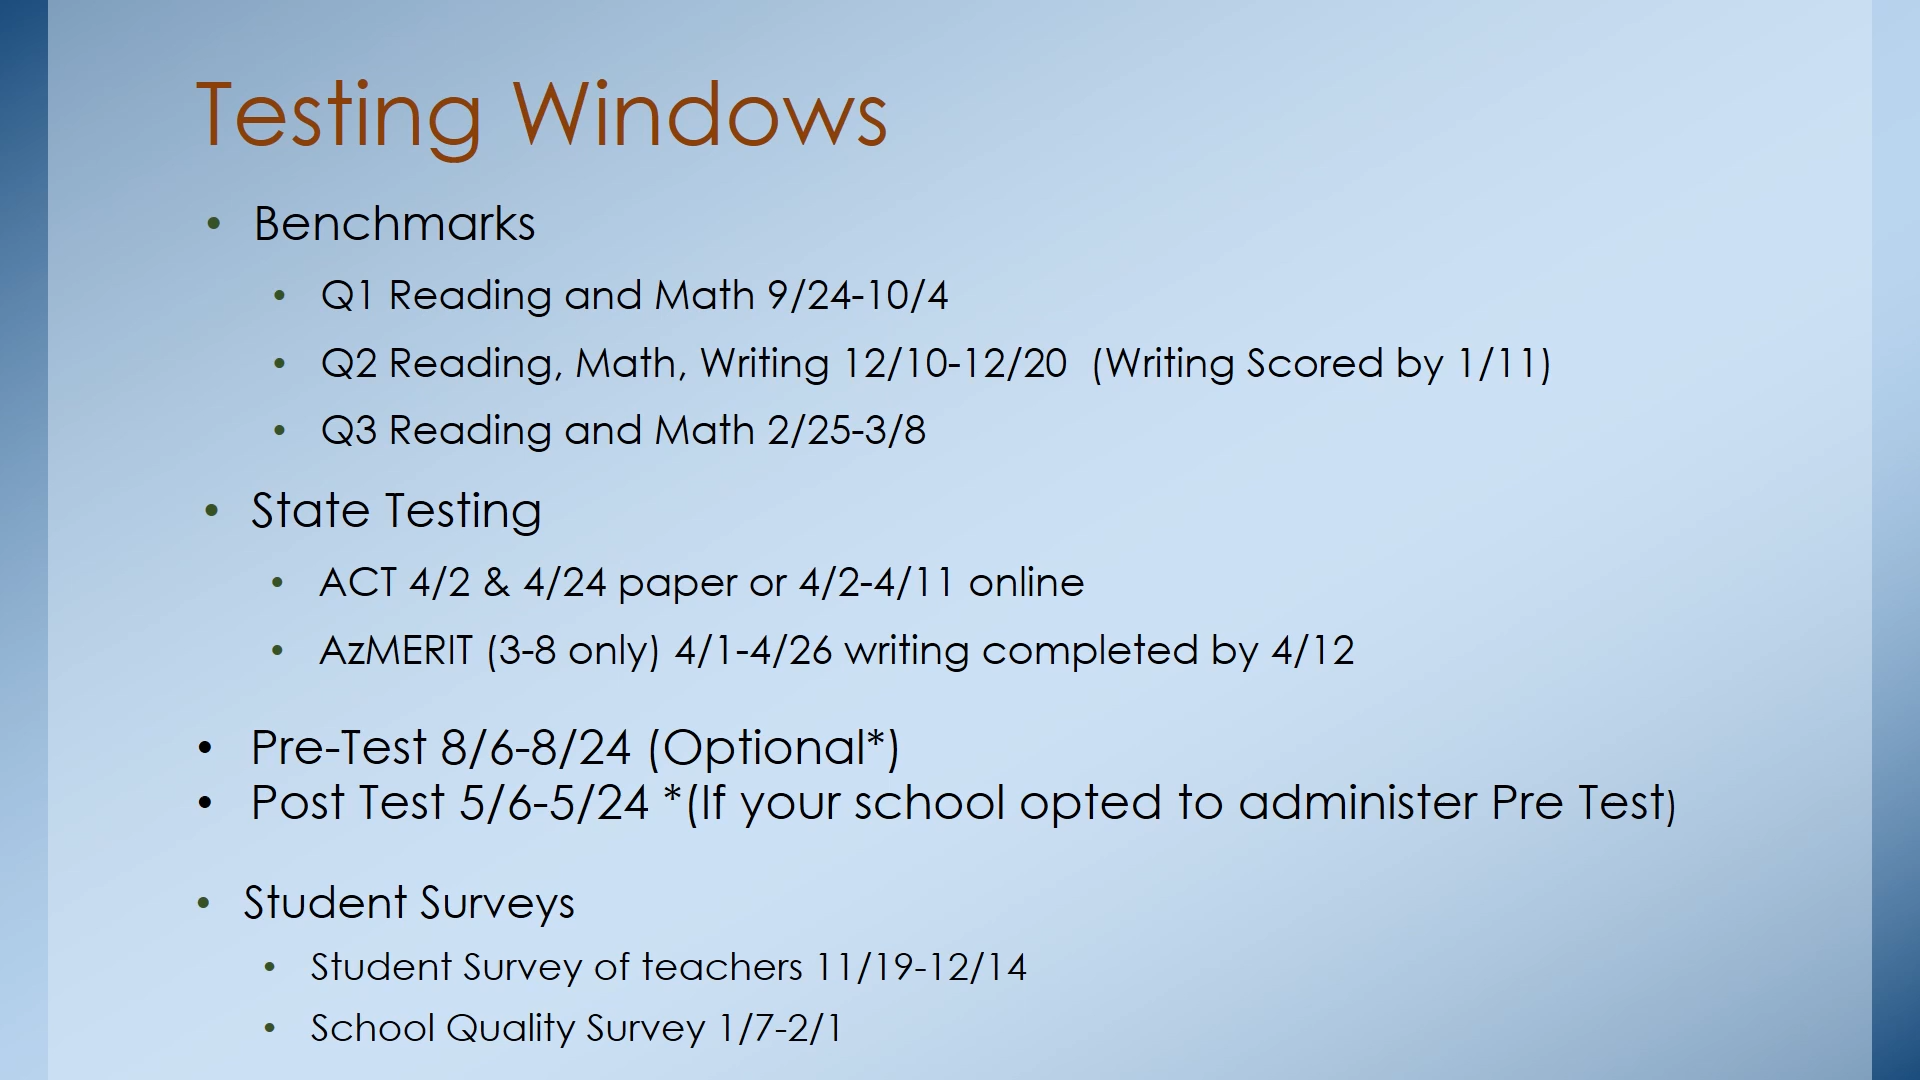 Testing Windows
• Benchmarks
• Q1 Reading and Math 9/24-10/4
• Q2 Reading, Math, Writing 12/10-12/20  (Writing Scored by 1/11)
• Q3 Reading and Math 2/25-3/8
• State Testing
• ACT 4/2 & 4/24 paper or 4/2-4/11 online
• AzMERIT (3-8 only) 4/1-4/26 writing completed by 4/12
• Pre-Test 8/6-8/24 (Optional*)
• Post Test 5/6-5/24 *(If your school opted to administer Pre Test)
• Student Surveys
• Student Survey of teachers 11/19-12/14
• School Quality Survey 1/7-2/1